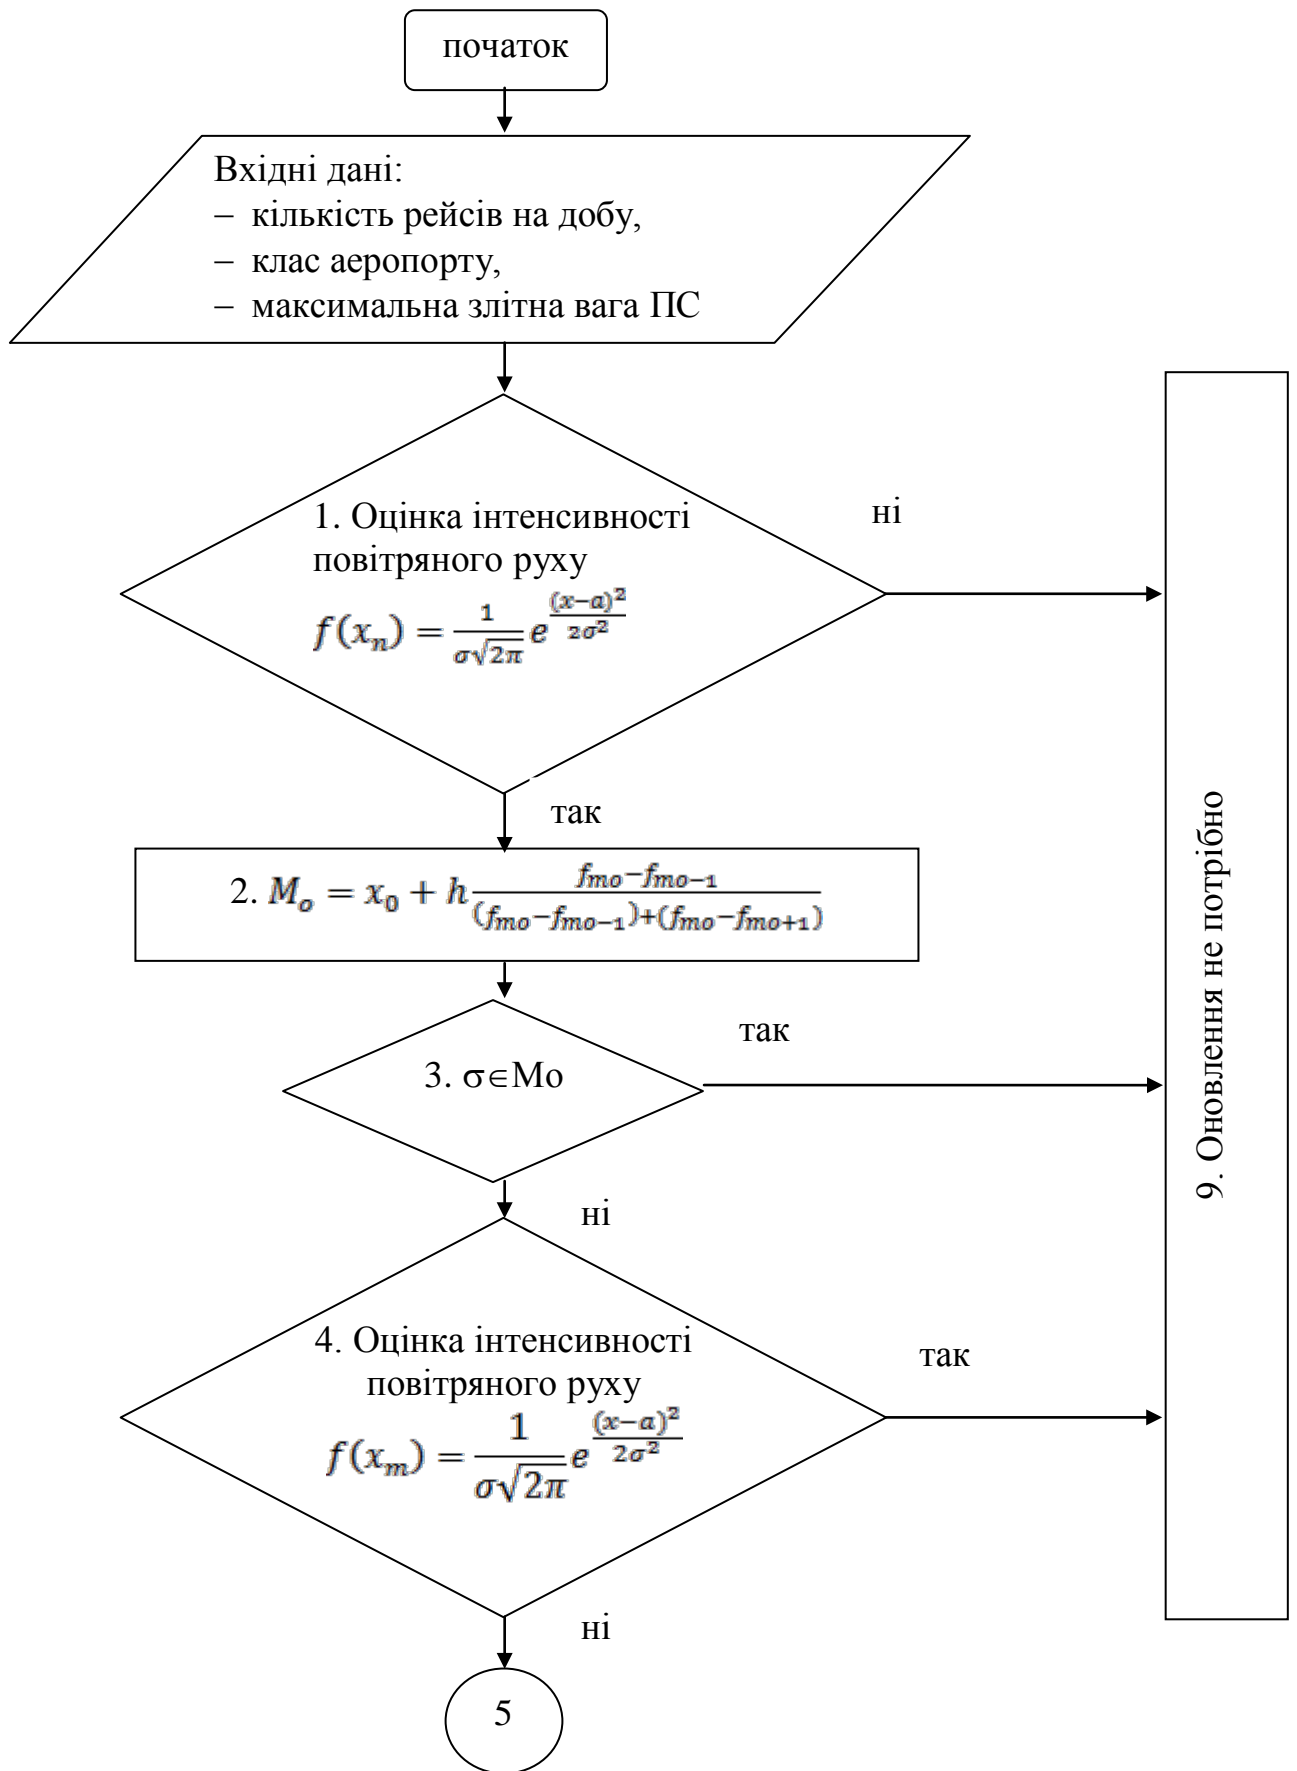 початок
Вхідні дані:
– кількість рейсів на добу,
– клас аеропорту,
– максимальна злітна вага ПС
1. Оцінка інтенсивності
повітряного руху
f(xₙ) = 1/(σ√2π) e^((x−a)²/2σ²)
ні
так
2. Mₒ = x₀ + h (fₘₒ−fₘₒ₋₁)/((fₘₒ−fₘₒ₋₁)+(fₘₒ−fₘₒ₊₁))
3. σ∈Мо
так
ні
4. Оцінка інтенсивності
повітряного руху
f(xₘ) = 1/(σ√2π) e^((x−a)²/2σ²)
так
ні
5
9. Оновлення не потрібно